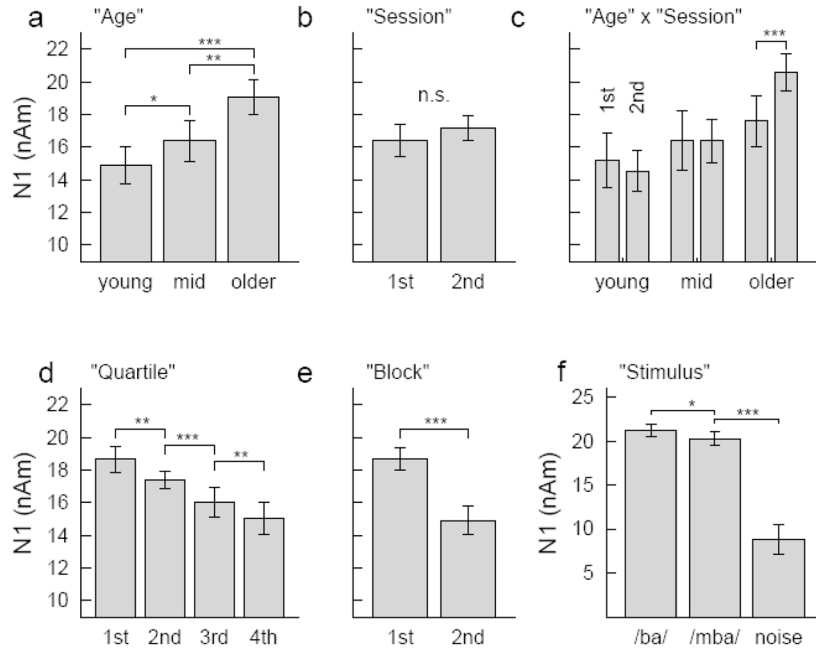 a "Age"
b "Session"
c "Age" x "Session"
N1 (nAm)
22
20
18
16
14
12
10
***
**
*
n.s.
***
1st
2nd
young mid older
1st 2nd
young mid older
d "Quartile"
e "Block"
f "Stimulus"
N1 (nAm)
22
20
18
16
14
12
10
**
***
**
***
N1 (nAm)
25
20
15
10
5
*
***
1st 2nd 3rd 4th
1st 2nd
/ba/ /mba/ noise